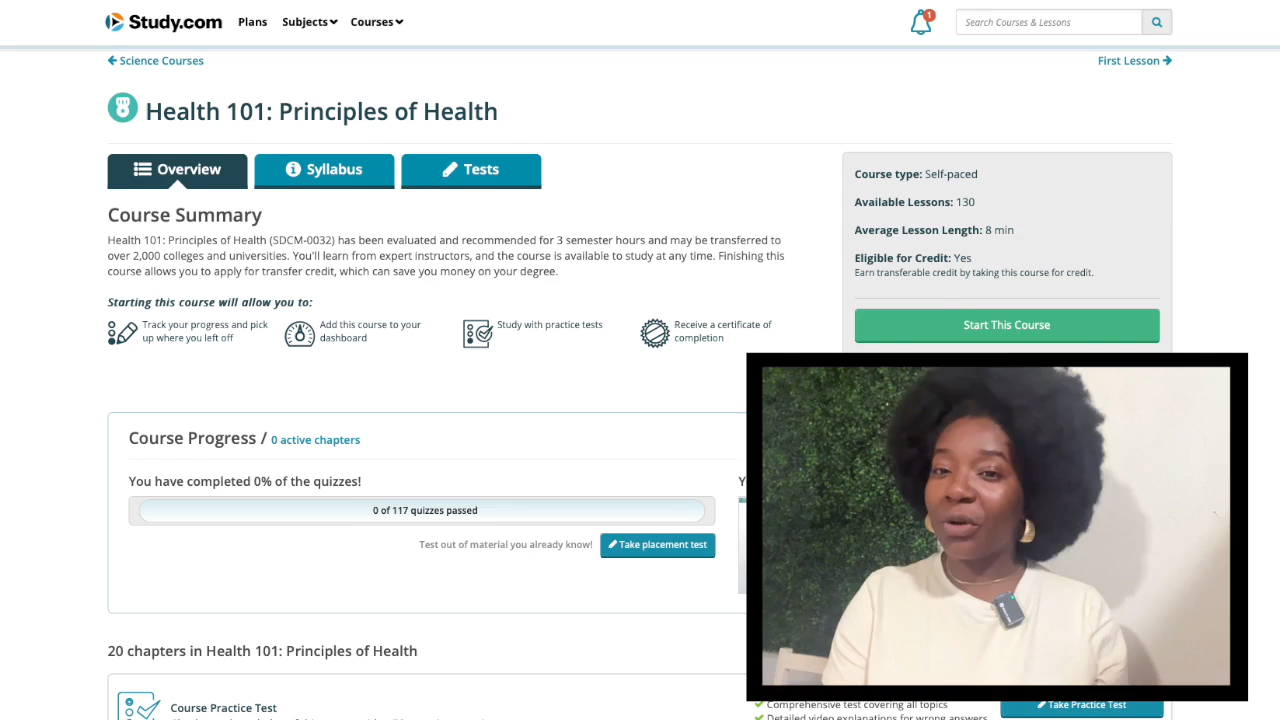 Study.com Plans Subjects Courses 1 Search Courses & Lessons
Science Courses First Lesson
Health 101: Principles of Health
Overview Syllabus Tests
Course Summary
Health 101: Principles of Health (SDCM-0032) has been evaluated and recommended for 3 semester hours and may be transferred to
over 2,000 colleges and universities. You'll learn from expert instructors, and the course is available to study at any time. Finishing this
course allows you to apply for transfer credit, which can save you money on your degree.
Starting this course will allow you to:
Track your progress and pick
up where you left off
Add this course to your
dashboard
Study with practice tests
Receive a certificate of
completion
Course type: Self-paced
Available Lessons: 130
Average Lesson Length: 8 min
Eligible for Credit: Yes
Earn transferable credit by taking this course for credit.
Start This Course
Course Progress / 0 active chapters
You have completed 0% of the quizzes!
0 of 117 quizzes passed
Test out of material you already know! Take placement test
20 chapters in Health 101: Principles of Health
Course Practice Test
Comprehensive test covering all topics
Detailed video explanations for wrong answers
Take Practice Test